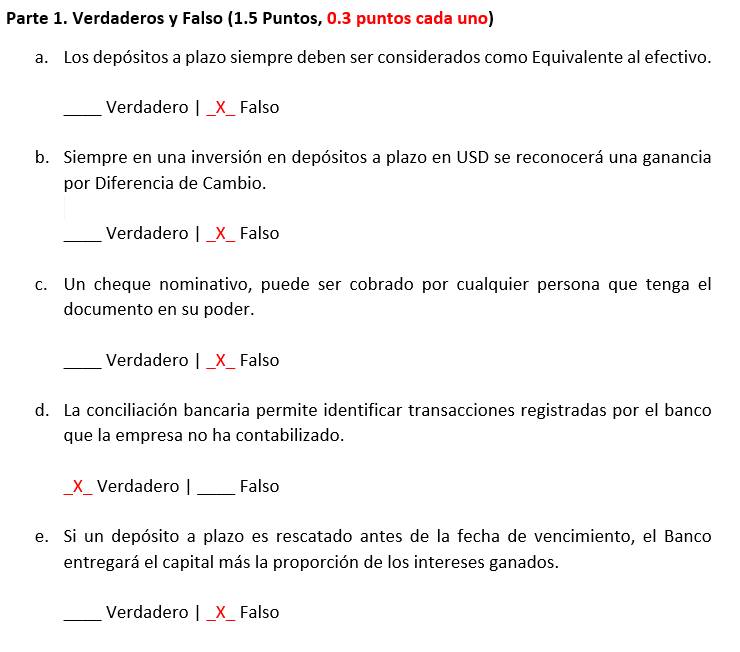 Parte 1. Verdaderos y Falso (1.5 Puntos, 0.3 puntos cada uno)
a. Los depósitos a plazo siempre deben ser considerados como Equivalente al efectivo.
____ Verdadero | _X_ Falso
b. Siempre en una inversión en depósitos a plazo en USD se reconocerá una ganancia
por Diferencia de Cambio.
____ Verdadero | _X_ Falso
c. Un cheque nominativo, puede ser cobrado por cualquier persona que tenga el
documento en su poder.
____ Verdadero | _X_ Falso
d. La conciliación bancaria permite identificar transacciones registradas por el banco
que la empresa no ha contabilizado.
_X_ Verdadero | ____ Falso
e. Si un depósito a plazo es rescatado antes de la fecha de vencimiento, el Banco
entregará el capital más la proporción de los intereses ganados.
____ Verdadero | _X_ Falso